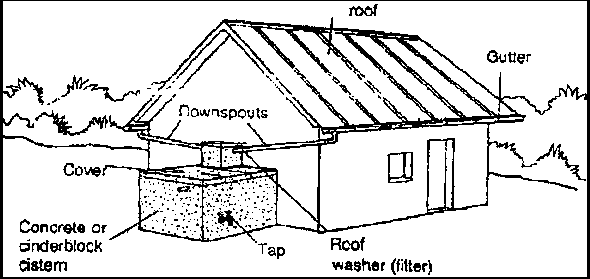 roof
Gutter
Downspouts
Cover
Concrete or
cinderblock
cistern
Tap
Roof
washer (filter)